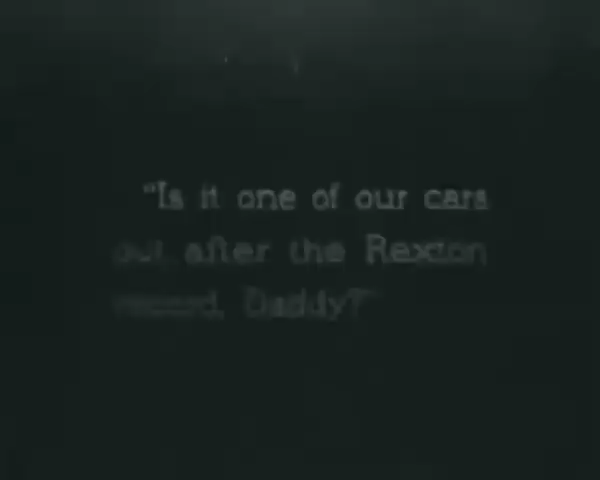 "Is it one of our cars
out after the Rexton
record, Daddy?"